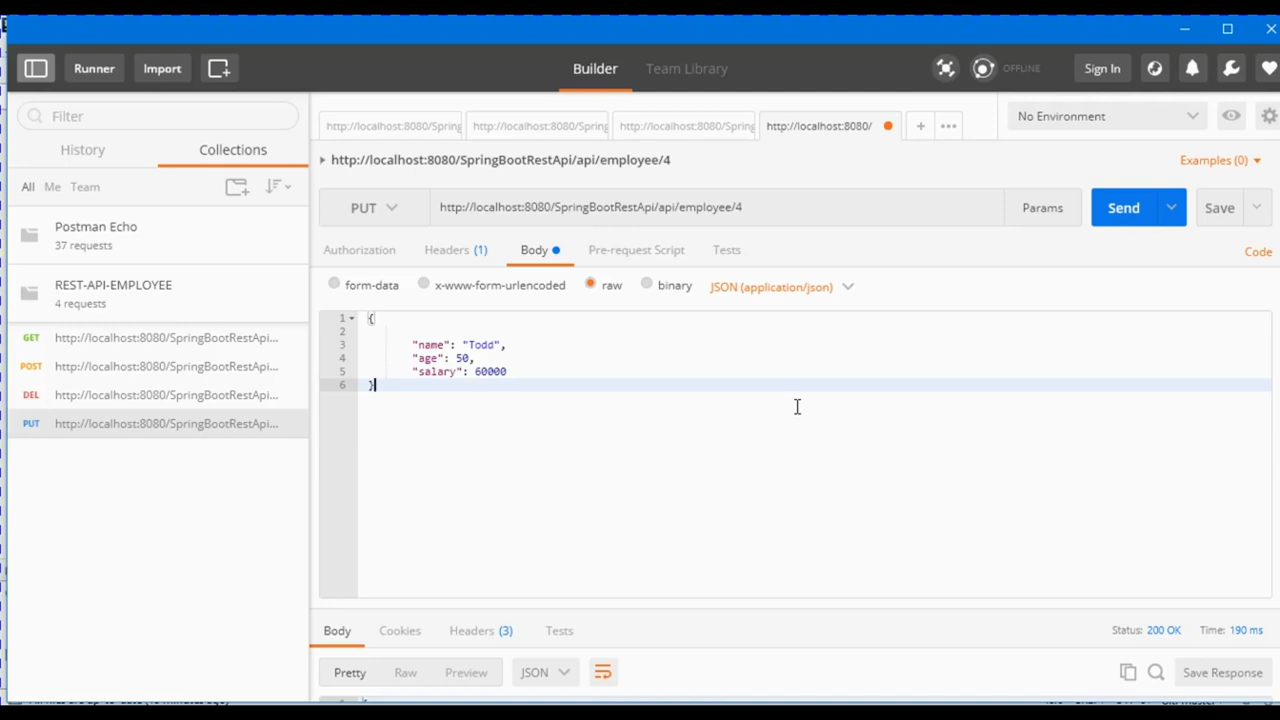 Runner
Import
Builder
Team Library
OFFLINE
Sign In
Filter
History
Collections
All
Me
Team
Postman Echo
37 requests
REST-API-EMPLOYEE
4 requests
GET http://localhost:8080/SpringBootRestApi...
POST http://localhost:8080/SpringBootRestApi...
DEL http://localhost:8080/SpringBootRestApi...
PUT http://localhost:8080/SpringBootRestApi...
http://localhost:8080/Spring
http://localhost:8080/Spring
http://localhost:8080/Spring
http://localhost:8080/
No Environment
http://localhost:8080/SpringBootRestApi/api/employee/4
Examples (0)
PUT
http://localhost:8080/SpringBootRestApi/api/employee/4
Params
Send
Save
Authorization
Headers (1)
Body
Pre-request Script
Tests
Code
form-data
x-www-form-urlencoded
raw
binary
JSON (application/json)
1 {
2
3 "name": "Todd",
4 "age": 50,
5 "salary": 60000
6 }
Body
Cookies
Headers (3)
Tests
Status: 200 OK
Time: 190 ms
Pretty
Raw
Preview
JSON
Save Response